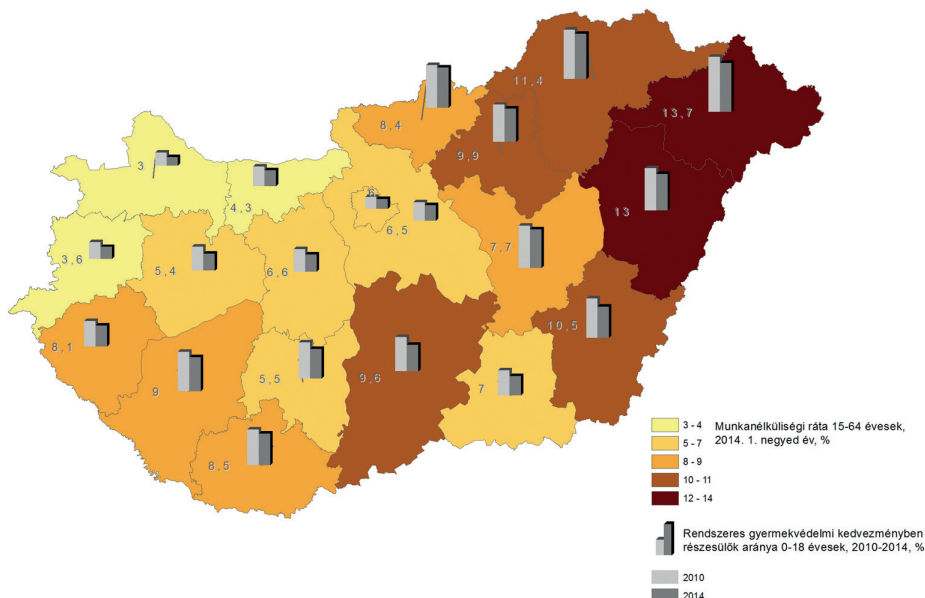 11,4
13,7
8,4
9,9
3
4,3
6
13
3,6
6,5
5,4
6,6
7,7
8,1
10,5
9
5,5
9,6
7
8,5
3 - 4
5 - 7
8 - 9
10 - 11
12 - 14
Munkanélküliségi ráta 15-64 évesek,
2014. 1. negyed év, %
Rendszeres gyermekvédelmi kedvezményben
részesülők aránya 0-18 évesek, 2010-2014, %
2010
2014